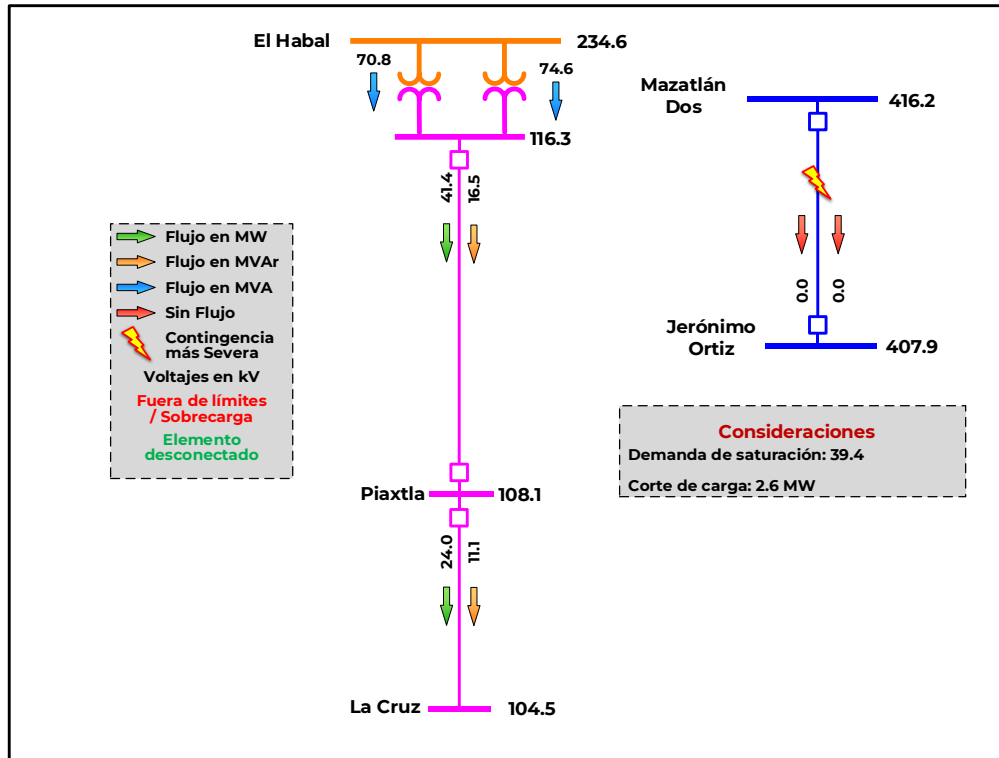 El Habal
234.6
70.8
74.6
116.3
41.4
16.5
Mazatlán
Dos
416.2
0.0
0.0
Jerónimo
Ortiz
407.9
Flujo en MW
Flujo en MVAr
Flujo en MVA
Sin Flujo
Contingencia
más Severa
Voltajes en kV
Fuera de límites
/ Sobrecarga
Elemento
desconectado
Consideraciones
Demanda de saturación: 39.4
Corte de carga: 2.6 MW
Piaxtla
108.1
24.0
11.1
La Cruz
104.5